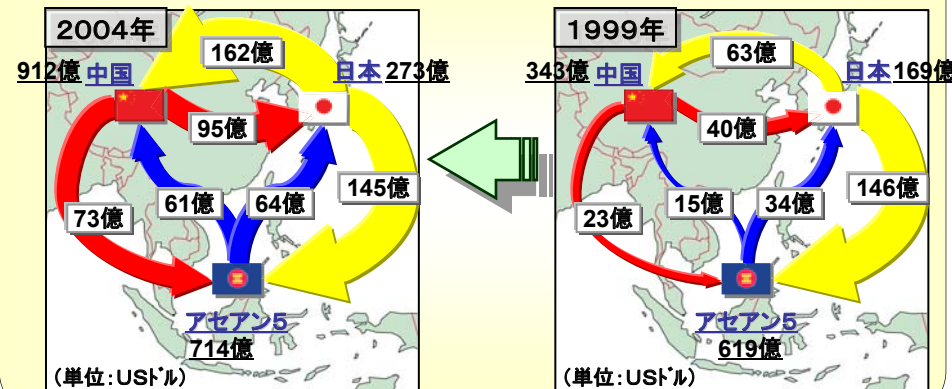 2004年
162億
912億 中国
日本 273億
95億
61億
64億
145億
73億
アセアン5
714億
(単位:USドル)
1999年
63億
343億 中国
日本 169億
40億
15億
34億
146億
23億
アセアン5
619億
(単位:USドル)